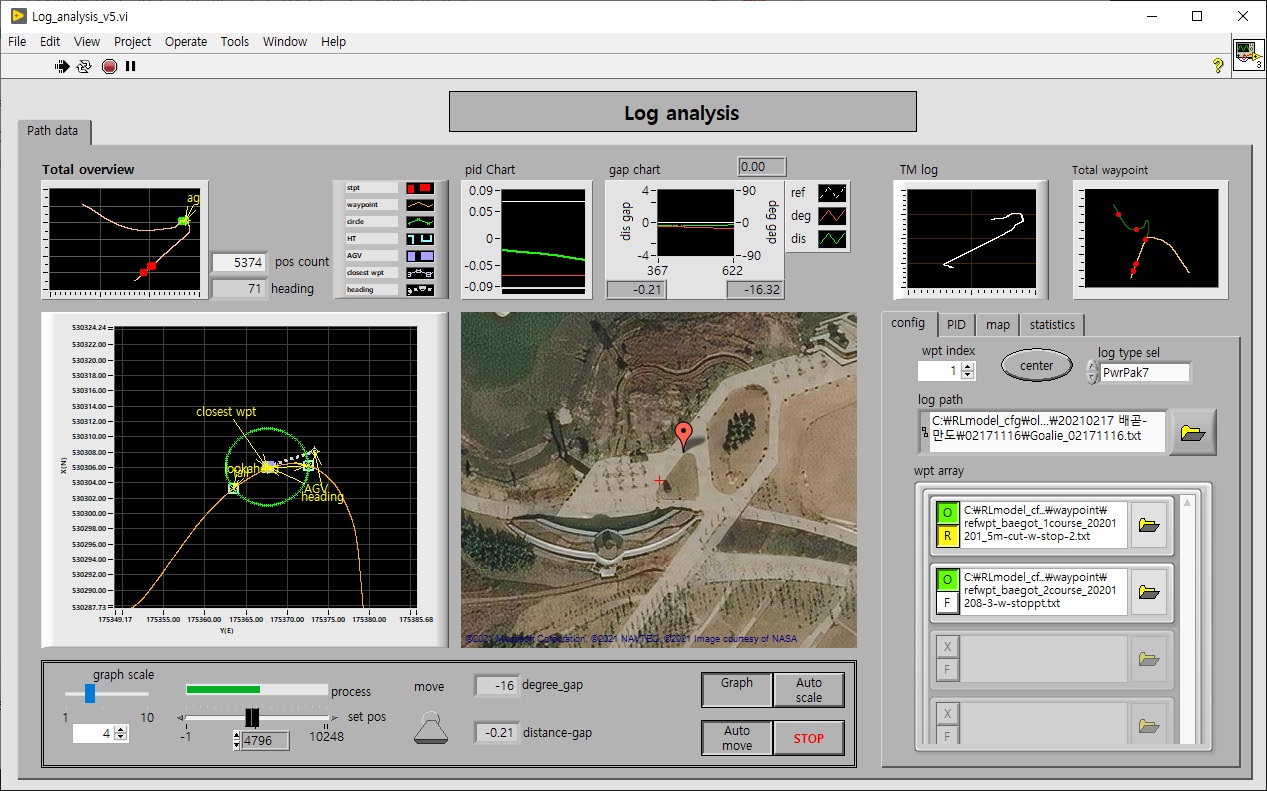 Log_analysis_v5.vi
File Edit View Project Operate Tools Window Help
?
3
Log analysis
Path data
Total overview
ag
5374 pos count
71 heading
stpt
waypoint
circle
HT
AGV
closest wpt
heading
pid Chart
0.09
0.05
0
-0.05
-0.09
gap chart
0.00
dis gap
4
0
-4
90
0
-90
deg gap
367 622
-0.21 -16.32
ref
deg
dis
TM log
Total waypoint
X(N)
530324.24
530322.00
530320.00
530318.00
530316.00
530314.00
530312.00
530310.00
530308.00
530306.00
530304.00
530302.00
530300.00
530298.00
530296.00
530294.00
530292.00
530290.00
530287.73
closest wpt
AGV
heading
175349.17 175355.00 175360.00 175365.00 175370.00 175375.00 175380.00 175385.68
Y(E)
©2021 Microsoft Corporation, ©2021 NAVTEQ, ©2021 Image courtesy of NASA
config PID map statistics
wpt index
1
center
log type sel
PwrPak7
log path
C:₩RLmodel_cfg₩ol...₩20210217 배곧-
만도₩02171116₩Goalie_02171116.txt
wpt array
O
R
C:₩RLmodel_cf..₩waypoint₩
refwpt_baegot_1course_20201
201_5m-cut-w-stop-2.txt
O
F
C:₩RLmodel_cf..₩waypoint₩
refwpt_baegot_2course_20201
208-3-w-stoppt.txt
X
F
X
F
graph scale
1 10
4
process
set pos
-1 10248
4796
move
-16 degree_gap
-0.21 distance-gap
Graph
Auto
scale
Auto
move
STOP